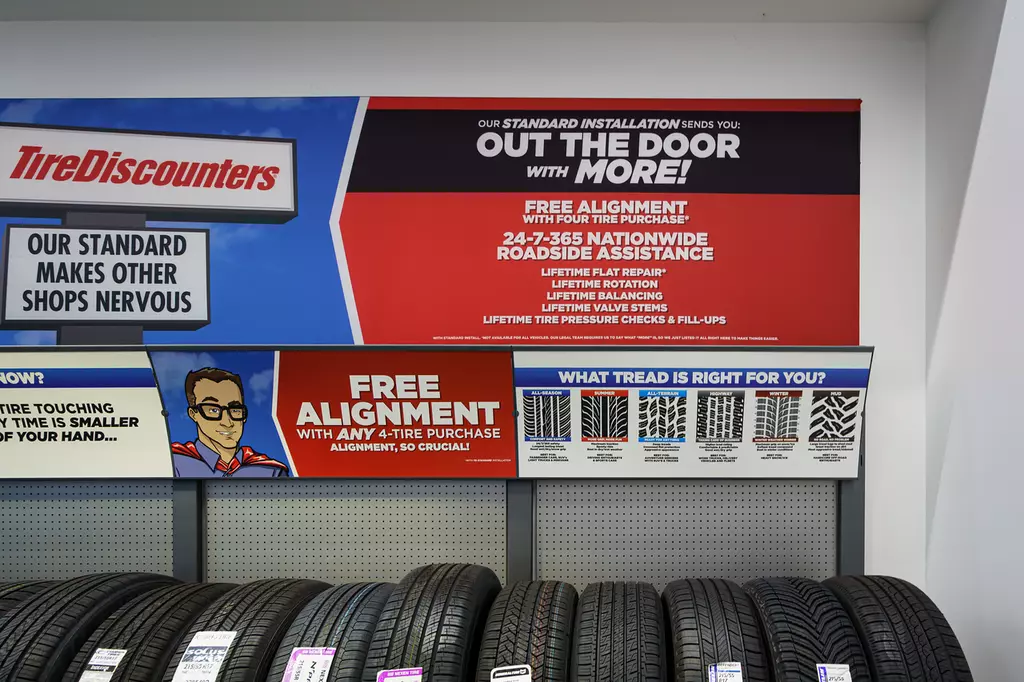 TireDiscounters
OUR STANDARD
MAKES OTHER
SHOPS NERVOUS
OUR STANDARD INSTALLATION SENDS YOU:
OUT THE DOOR
WITH MORE!
FREE ALIGNMENT
WITH FOUR TIRE PURCHASE*
24-7-365 NATIONWIDE
ROADSIDE ASSISTANCE
LIFETIME FLAT REPAIR*
LIFETIME ROTATION
LIFETIME BALANCING
LIFETIME VALVE STEMS
LIFETIME TIRE PRESSURE CHECKS & FILL-UPS
NOW?
TIRE TOUCHING
Y TIME IS SMALLER
OF YOUR HAND...
FREE
ALIGNMENT
WITH ANY 4-TIRE PURCHASE
ALIGNMENT, SO CRUCIAL!
WHAT TREAD IS RIGHT FOR YOU?
ALL-SEASON
SUMMER
ALL-TERRAIN
HIGHWAY
WINTER
MUD
SOLUS